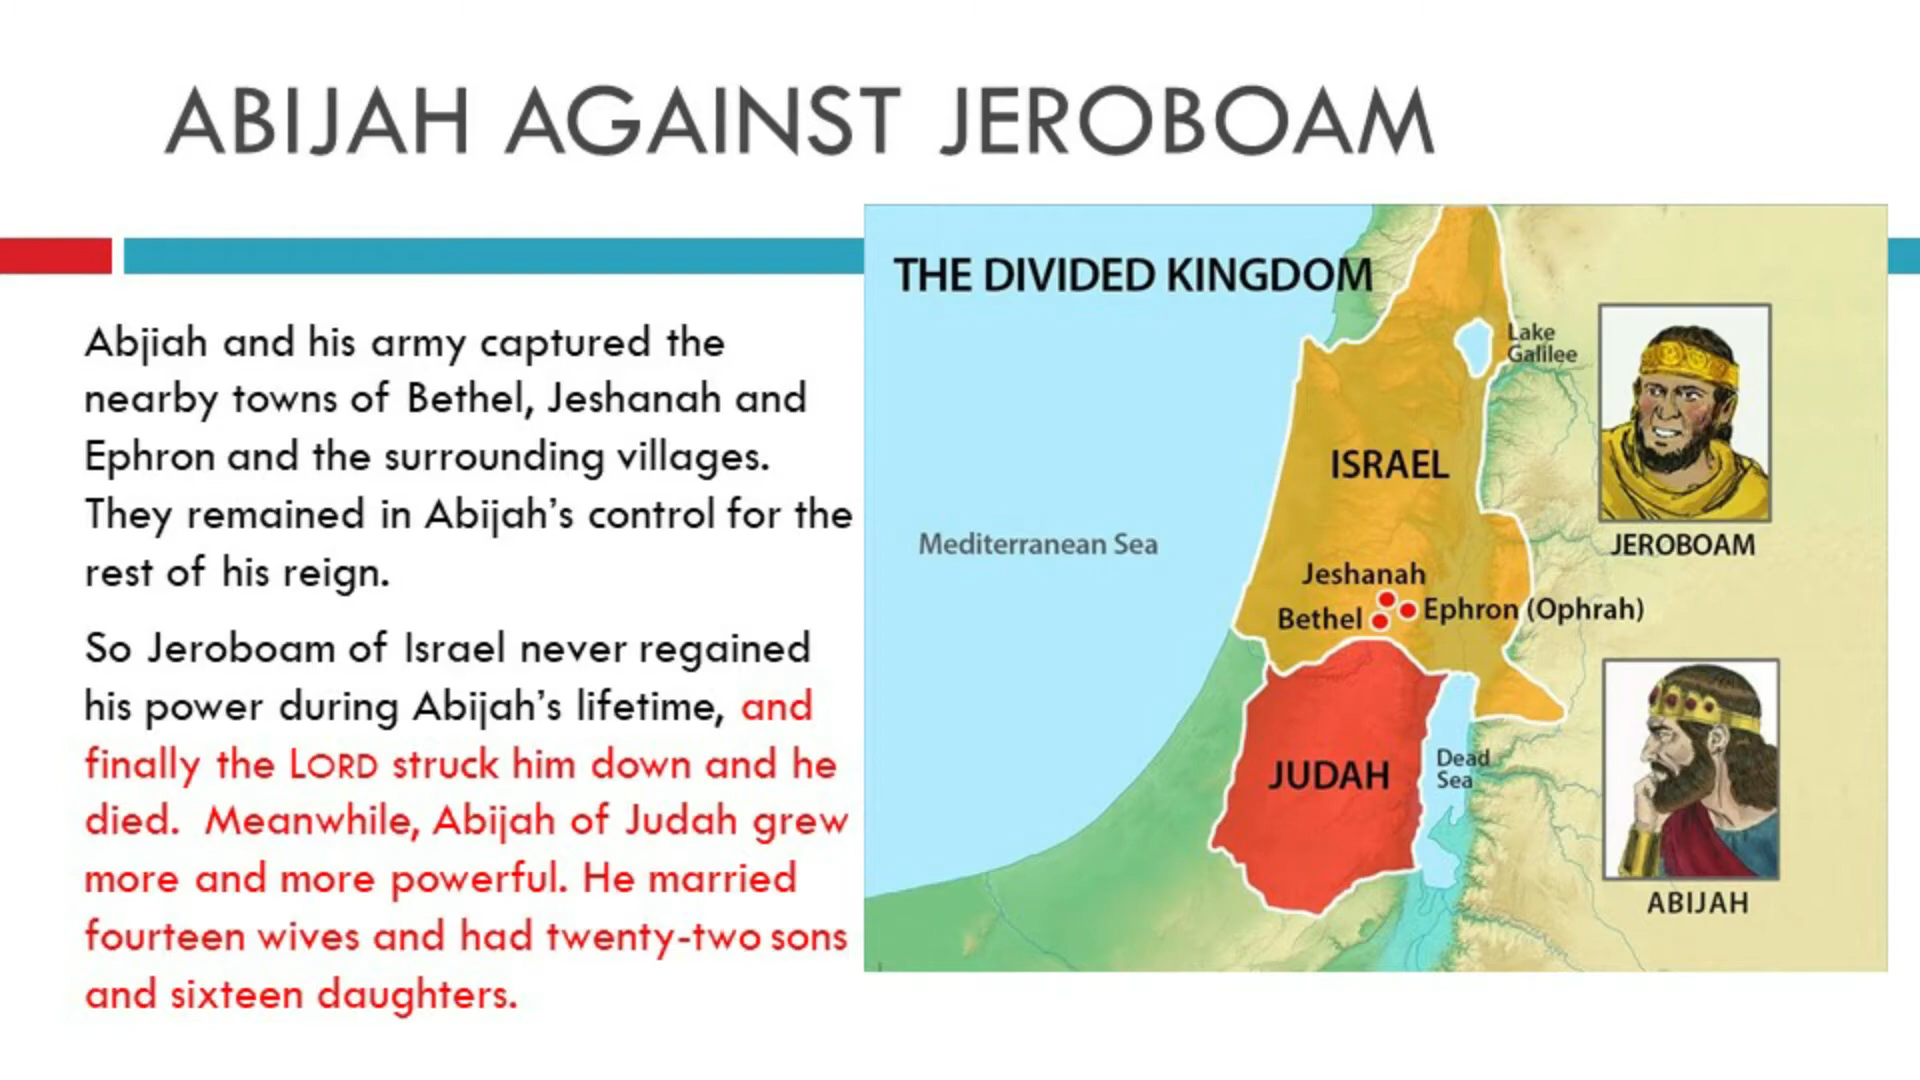 ABIJAH AGAINST JEROBOAM
Abjiah and his army captured the
nearby towns of Bethel, Jeshanah and
Ephron and the surrounding villages.
They remained in Abijah’s control for the
rest of his reign.
So Jeroboam of Israel never regained
his power during Abijah’s lifetime, and
finally the LORD struck him down and he
died. Meanwhile, Abijah of Judah grew
more and more powerful. He married
fourteen wives and had twenty-two sons
and sixteen daughters.
THE DIVIDED KINGDOM
Lake
Galilee
ISRAEL
Mediterranean Sea
JEROBOAM
Jeshanah
Bethel
Ephron (Ophrah)
JUDAH
Dead
Sea
ABIJAH